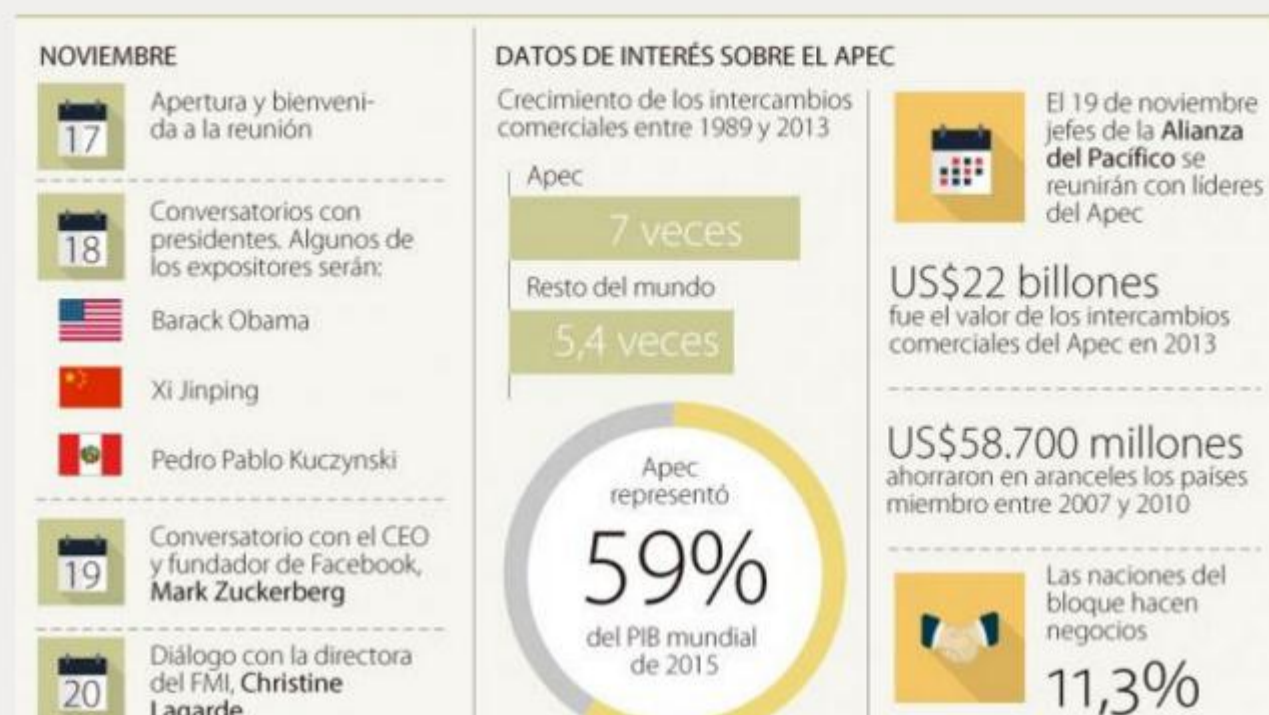 NOVIEMBRE
17
Apertura y bienveni-
da a la reunión
18
Conversatorios con
presidentes. Algunos de
los expositores serán:
Barack Obama
Xi Jinping
Pedro Pablo Kuczynski
19
Conversatorio con el CEO
y fundador de Facebook,
Mark Zuckerberg
20
Diálogo con la directora
del FMI, Christine
Lagarde
DATOS DE INTERÉS SOBRE EL APEC
Crecimiento de los intercambios
comerciales entre 1989 y 2013
Apec
7 veces
Resto del mundo
5,4 veces
Apec
representó
59%
del PIB mundial
de 2015
El 19 de noviembre
jefes de la Alianza
del Pacífico se
reunirán con líderes
del Apec
US$22 billones
fue el valor de los intercambios
comerciales del Apec en 2013
US$58.700 millones
ahorraron en aranceles los países
miembro entre 2007 y 2010
Las naciones del
bloque hacen
negocios
11,3%